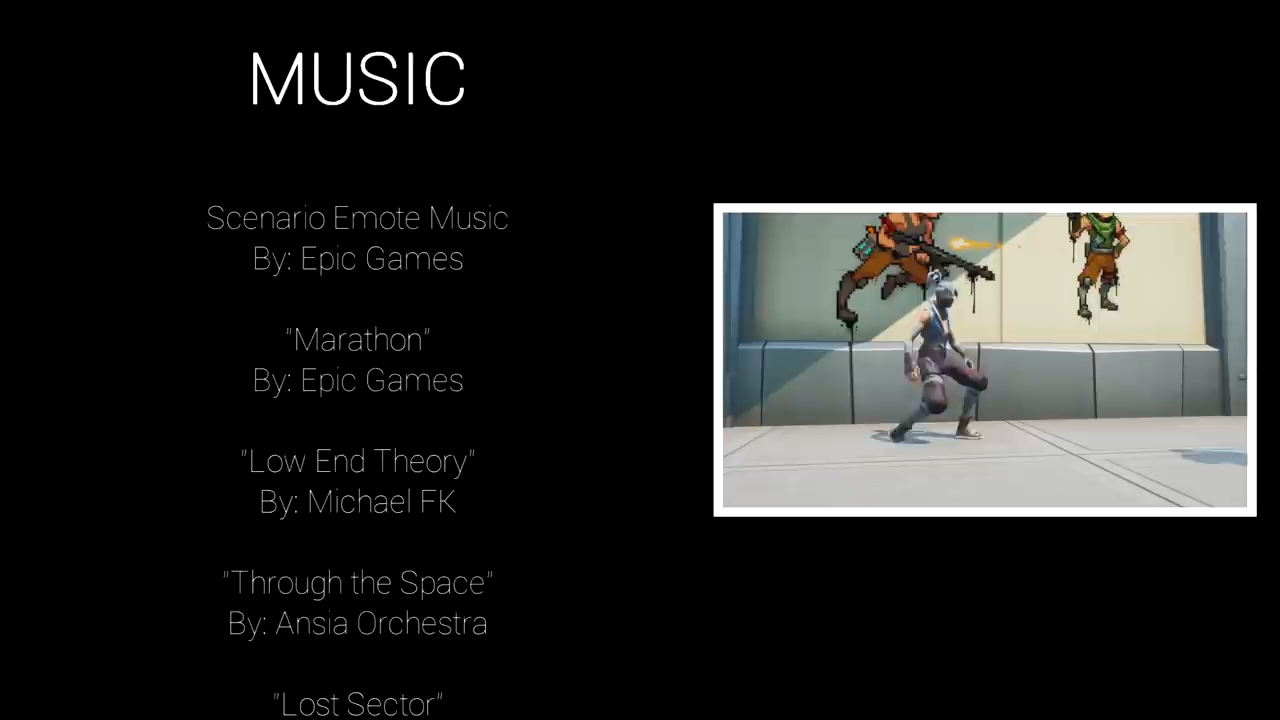 MUSIC
Scenario Emote Music
By: Epic Games
"Marathon"
By: Epic Games
"Low End Theory"
By: Michael FK
"Through the Space"
By: Ansia Orchestra
"Lost Sector"